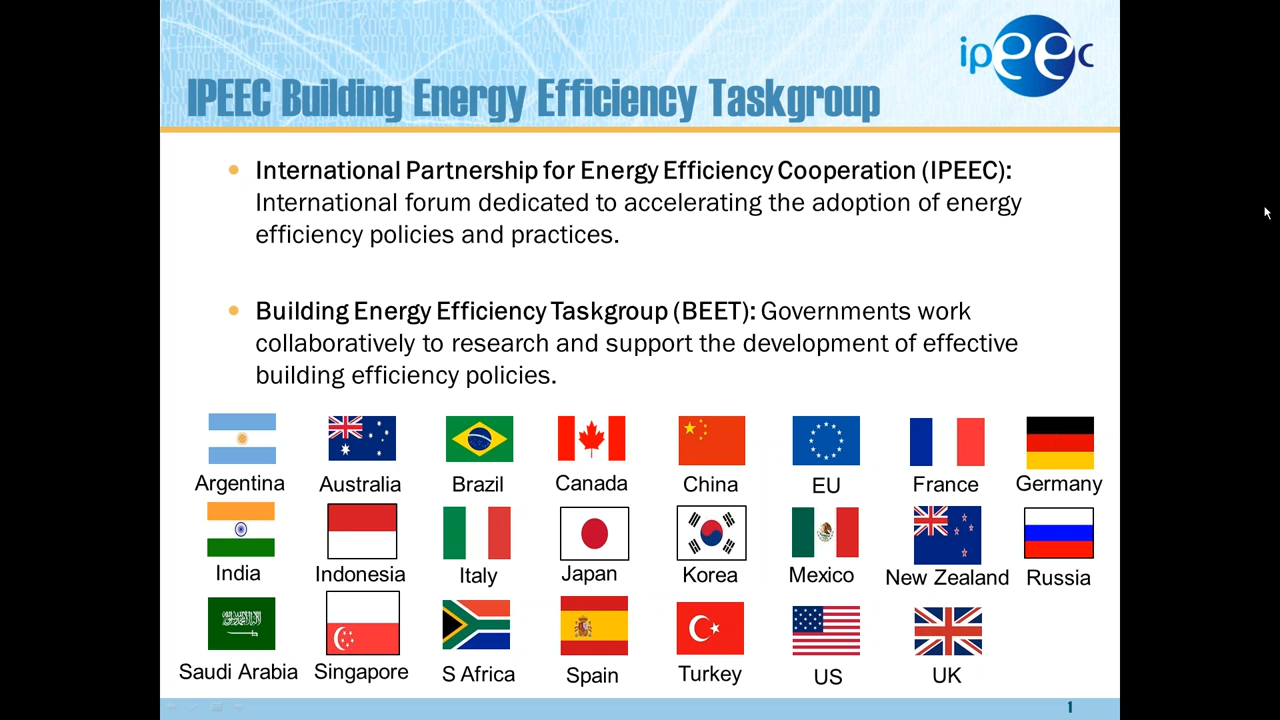 ipeec
IPEEC Building Energy Efficiency Taskgroup
• International Partnership for Energy Efficiency Cooperation (IPEEC):
International forum dedicated to accelerating the adoption of energy
efficiency policies and practices.
• Building Energy Efficiency Taskgroup (BEET): Governments work
collaboratively to research and support the development of effective
building efficiency policies.
Argentina Australia Brazil Canada China EU France Germany
India Indonesia Italy Japan Korea Mexico New Zealand Russia
Saudi Arabia Singapore S Africa Spain Turkey US UK
1